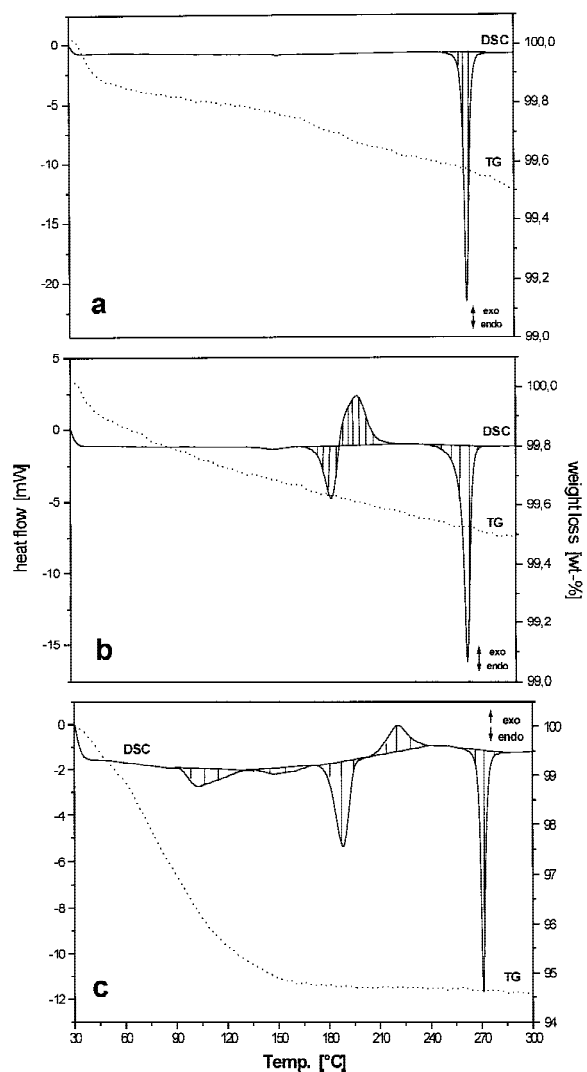 0
-5
-10
-15
-20
DSC
TG
a
exo
endo
100,0
99,8
99,6
99,4
99,2
99,0
5
0
-5
-10
-15
heat flow [mW]
DSC
TG
b
exo
endo
100,0
99,8
99,6
99,4
99,2
99,0
weight loss [wt-%]
0
-2
-4
-6
-8
-10
-12
DSC
exo
endo
TG
c
100
99
98
97
96
95
94
30
60
90
120
150
180
210
240
270
300
Temp. [°C]